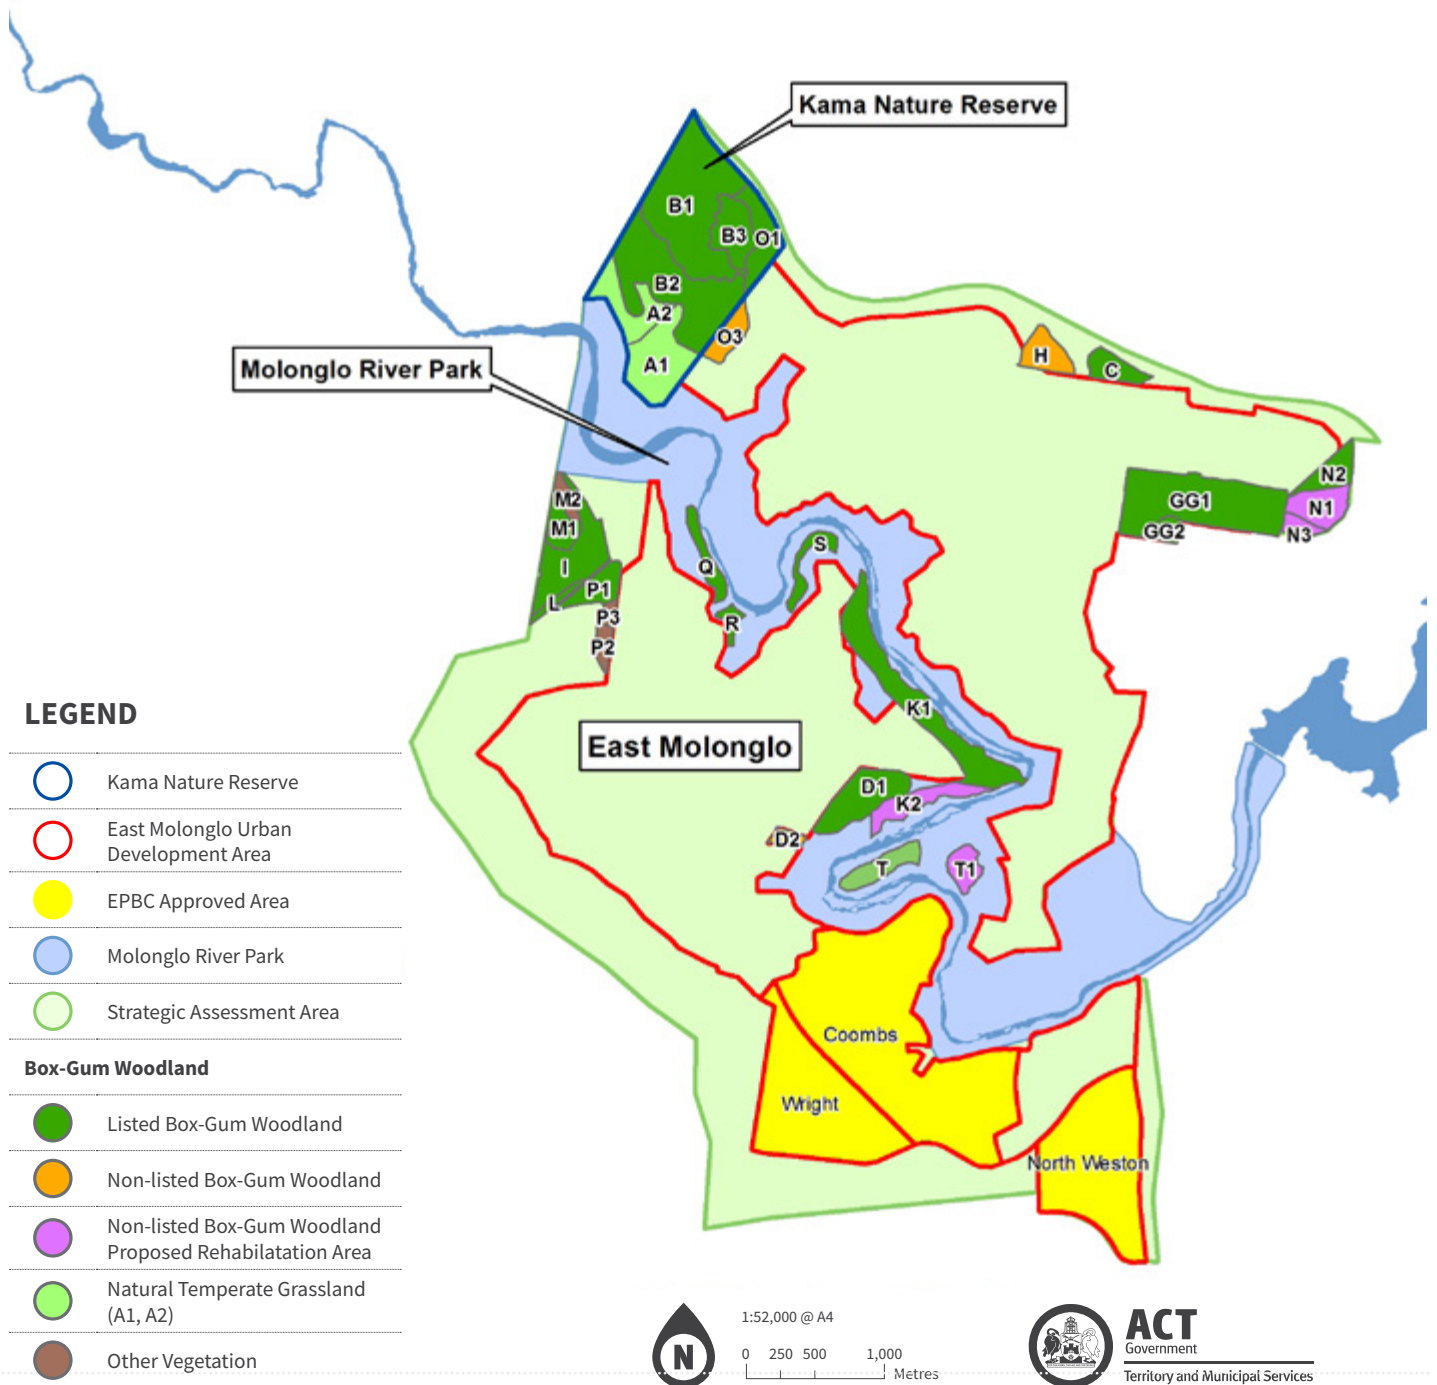 Kama Nature Reserve
B1
B3
O1
B2
A2
O3
A1
H
C
Molonglo River Park
N2
GG1
N1
GG2
N3
M2
M1
I
P1
L
P3
P2
Q
S
R
K1
East Molonglo
D1
K2
D2
T
T1
Coombs
Wright
North Weston
LEGEND
Kama Nature Reserve
East Molonglo Urban
Development Area
EPBC Approved Area
Molonglo River Park
Strategic Assessment Area
Box-Gum Woodland
Listed Box-Gum Woodland
Non-listed Box-Gum Woodland
Non-listed Box-Gum Woodland
Proposed Rehabilatation Area
Natural Temperate Grassland
(A1, A2)
Other Vegetation
N
1:52,000 @ A4
0 250 500 1,000
Metres
ACT
Government
Territory and Municipal Services